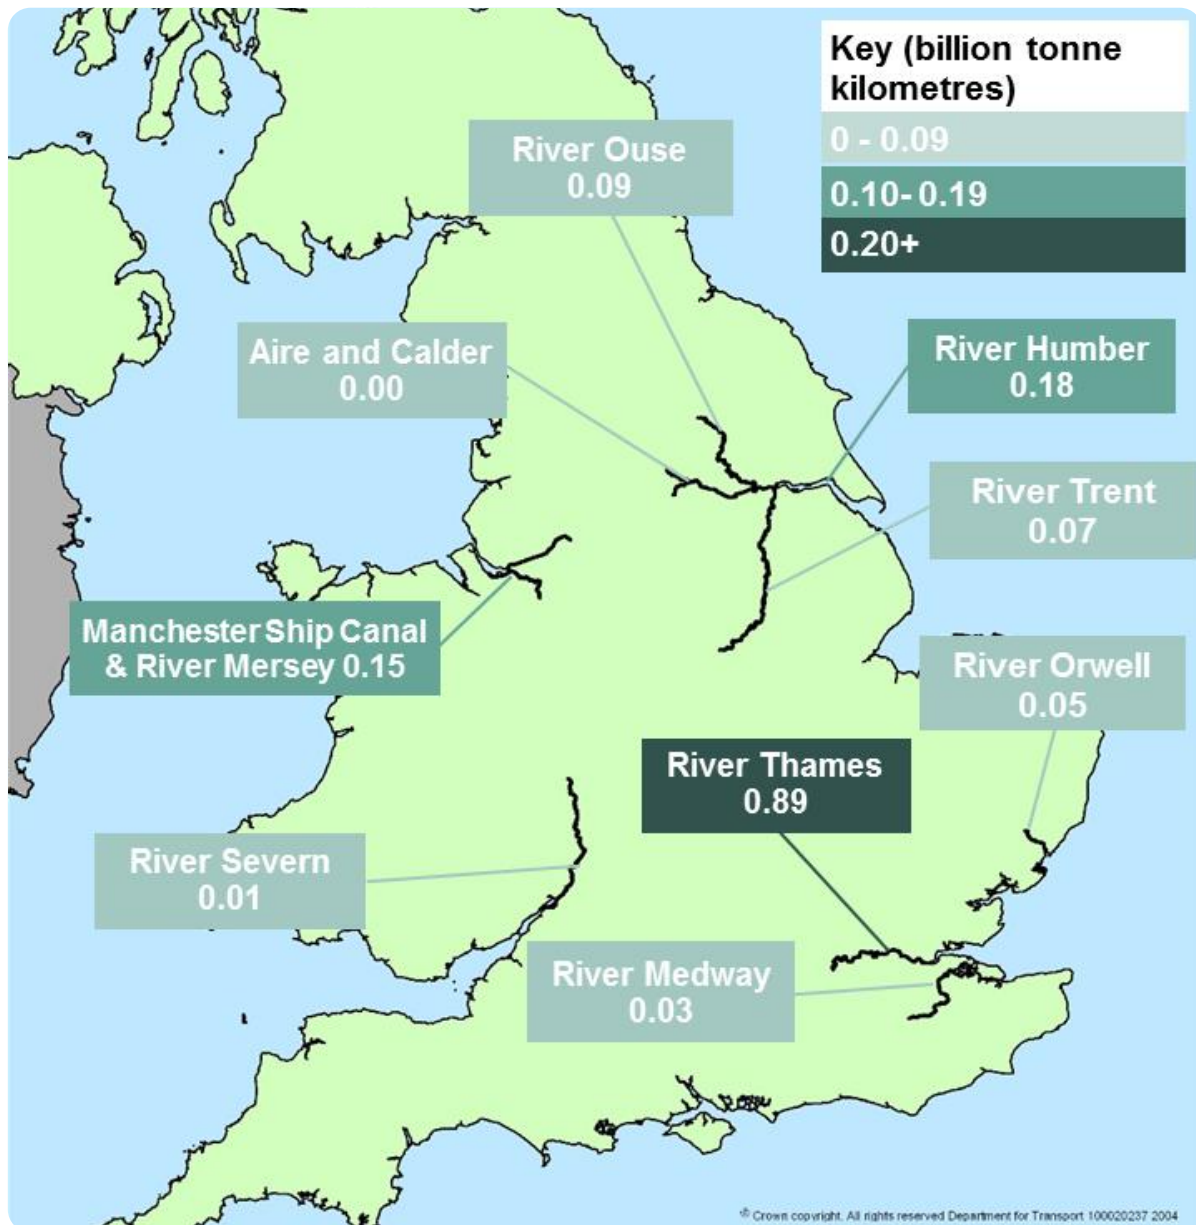 Key (billion tonne
kilometres)
0 - 0.09
0.10- 0.19
0.20+
River Ouse
0.09
Aire and Calder
0.00
River Humber
0.18
River Trent
0.07
Manchester Ship Canal
& River Mersey 0.15
River Orwell
0.05
River Thames
0.89
River Severn
0.01
River Medway
0.03
© Crown copyright. All rights reserved Department for Transport 100020237 2004